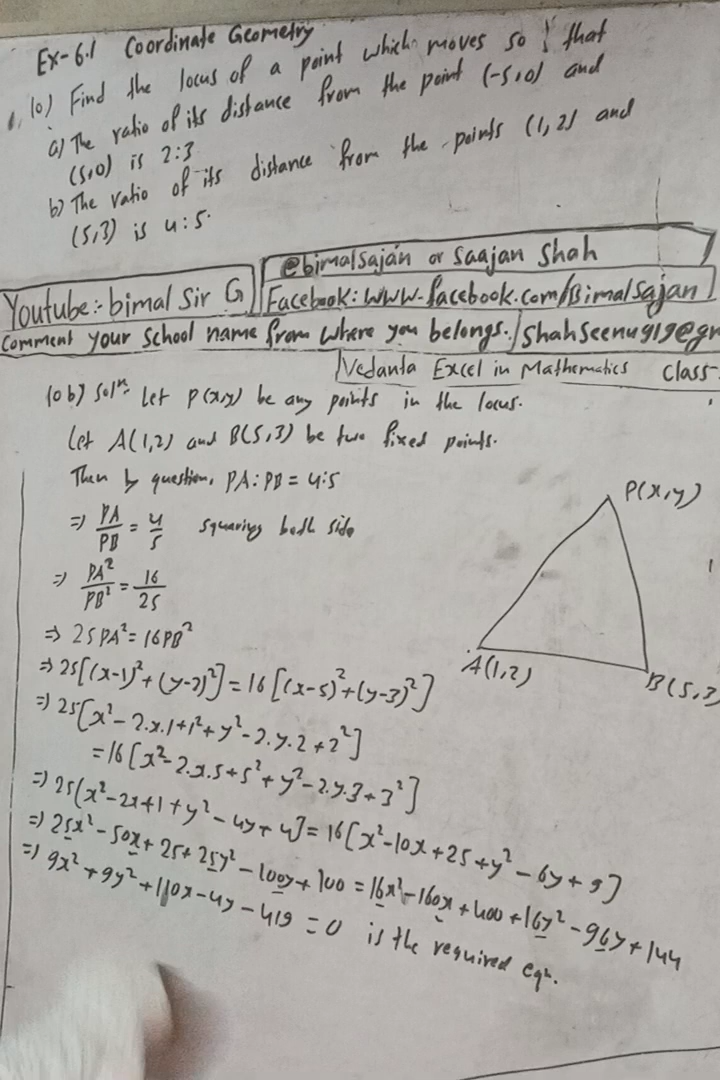 Ex-6.1 Coordinate Geometry
10) Find the locus of a point which moves so that
a) The ratio of its distance from the point (-5,0) and
(5,0) is 2:3
b) The ratio of its distance from the points (1,2) and
(5,3) is 4:5.
@bimalsajan or Saajan Shah
Youtube:- bimal Sir G
Facebook: www.facebook.com/Bimalsajan
Comment your School name from where you belongs. / Shahseenu919@gm
Vedanta Excel in Mathematics Class-
10 b) Solⁿ: Let P(x,y) be any points in the locus.
Let A(1,2) and B(5,3) be two fixed points.
Then by question, PA:PB = 4:5
⇒ PA/PB = 4/5 squaring both side
⇒ PA²/PB² = 16/25
⇒ 25PA² = 16PB²
⇒ 25[(x-1)²+(y-2)²] = 16[(x-5)²+(y-3)²]
⇒ 25[x²-2.x.1+1²+y²-2.y.2+2²]
= 16[x²-2.x.5+5²+y²-2.y.3+3²]
⇒ 25[x²-2x+1+y²-4y+4] = 16[x²-10x+25+y²-6y+9]
⇒ 25x²-50x+25+25y²-100y+100 = 16x²-160x+400+16y²-96y+144
⇒ 9x²+9y²+110x-4y-419 = 0 is the required eqⁿ.
P(x,y)
A(1,2)
B(5,3)